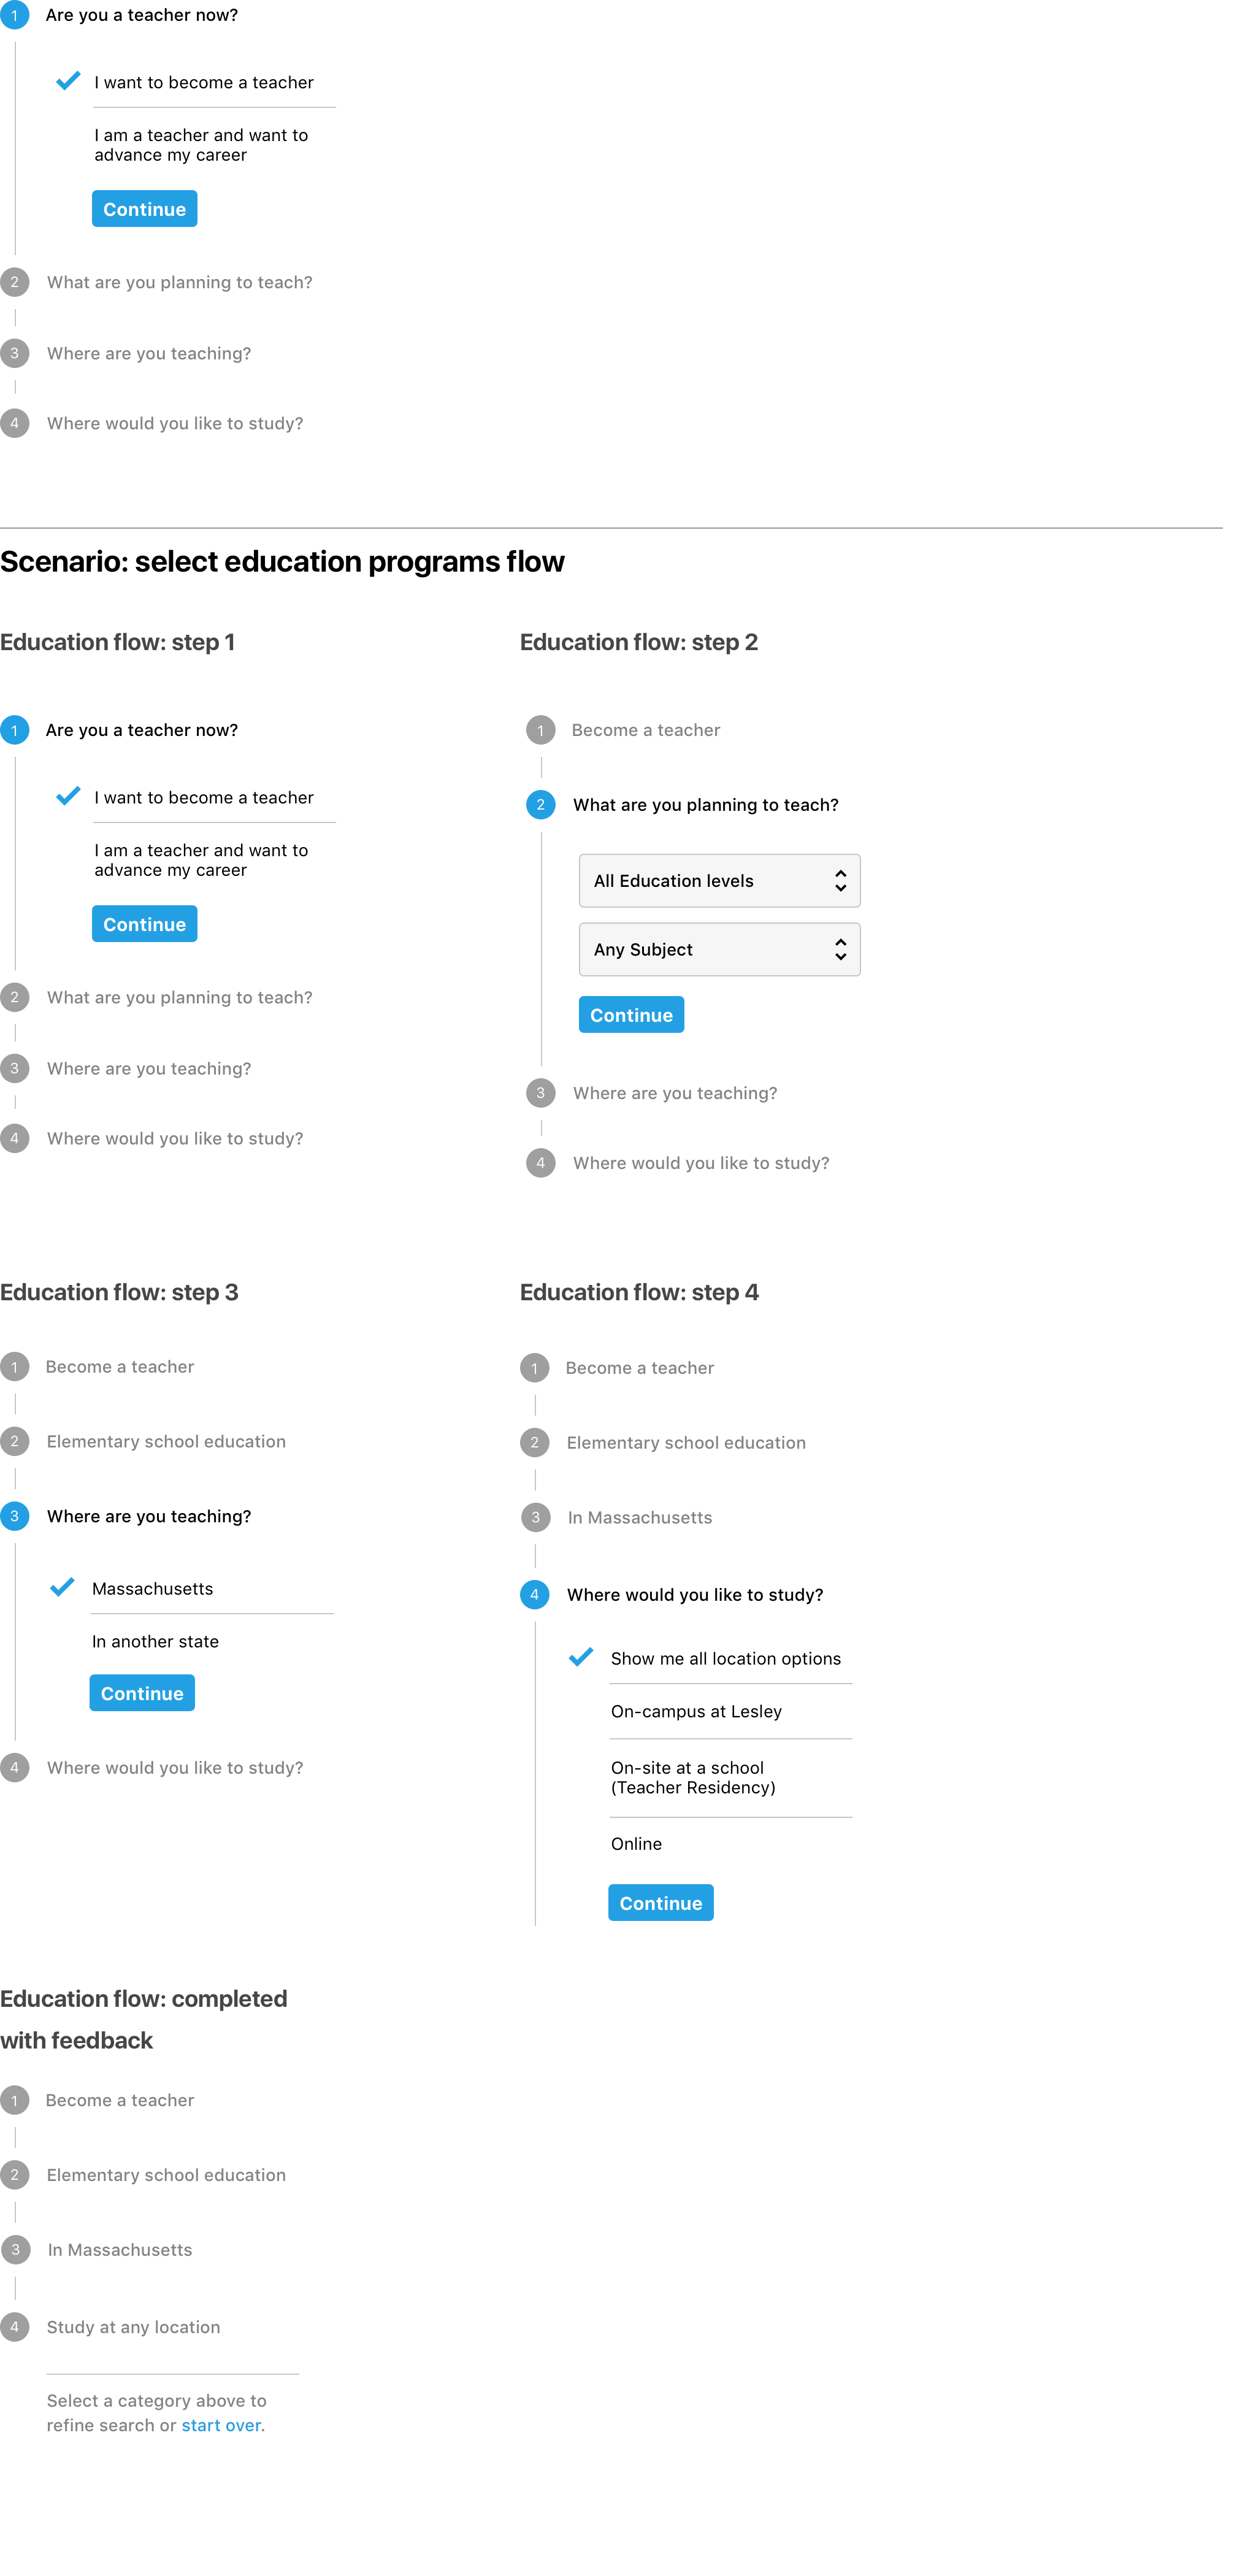 1 Are you a teacher now?
I want to become a teacher
I am a teacher and want to
advance my career
Continue
2 What are you planning to teach?
3 Where are you teaching?
4 Where would you like to study?
Scenario: select education programs flow
Education flow: step 1
1 Are you a teacher now?
I want to become a teacher
I am a teacher and want to
advance my career
Continue
2 What are you planning to teach?
3 Where are you teaching?
4 Where would you like to study?
Education flow: step 2
1 Become a teacher
2 What are you planning to teach?
All Education levels
Any Subject
Continue
3 Where are you teaching?
4 Where would you like to study?
Education flow: step 3
1 Become a teacher
2 Elementary school education
3 Where are you teaching?
Massachusetts
In another state
Continue
4 Where would you like to study?
Education flow: step 4
1 Become a teacher
2 Elementary school education
3 In Massachusetts
4 Where would you like to study?
Show me all location options
On-campus at Lesley
On-site at a school
(Teacher Residency)
Online
Continue
Education flow: completed
with feedback
1 Become a teacher
2 Elementary school education
3 In Massachusetts
4 Study at any location
Select a category above to
refine search or start over.